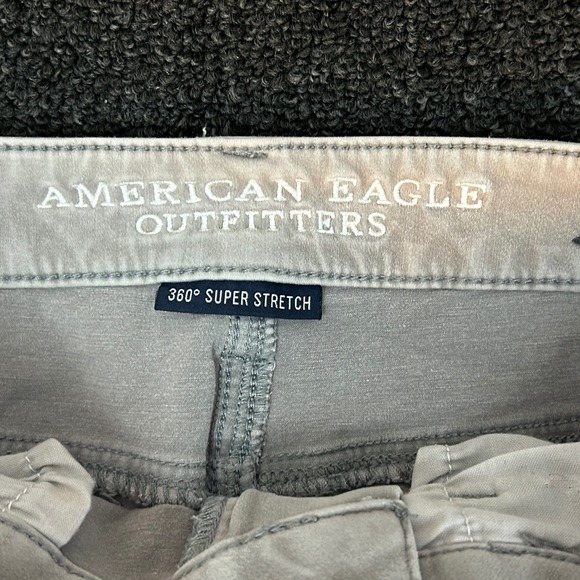 AMERICAN EAGLE
OUTFITTERS
360° SUPER STRETCH